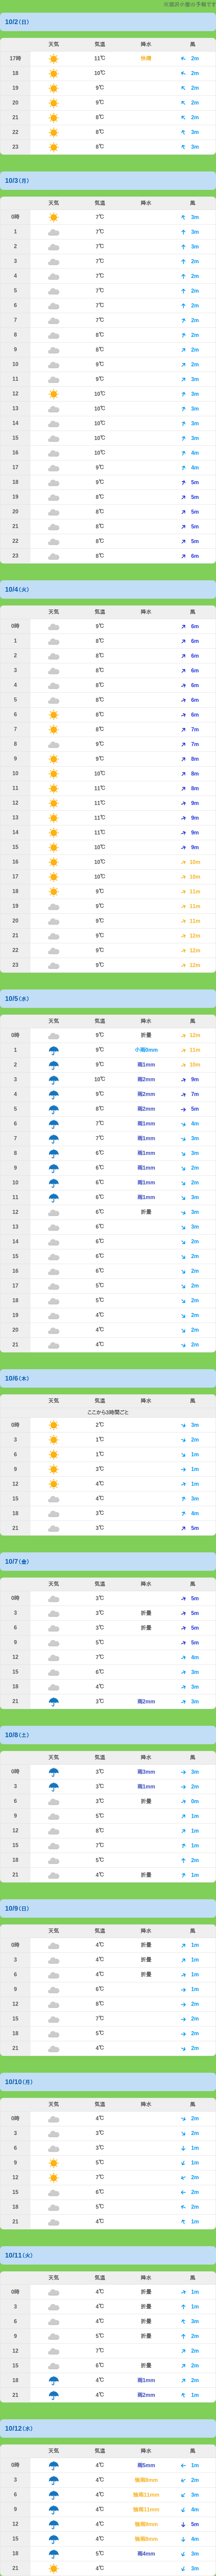 ※週お小遣の予報です
10/2(日)
天気 気温 降水 風
17時 11℃ 快晴 2m
18 10℃ 2m
19 9℃ 2m
20 9℃ 2m
21 8℃ 2m
22 8℃ 3m
23 8℃ 3m
10/3(月)
天気 気温 降水 風
0時 7℃ 3m
1 7℃ 3m
2 7℃ 3m
3 7℃ 2m
4 7℃ 2m
5 7℃ 2m
6 7℃ 2m
7 7℃ 2m
8 8℃ 2m
9 8℃ 2m
10 9℃ 2m
11 9℃ 3m
12 10℃ 3m
13 10℃ 3m
14 10℃ 3m
15 10℃ 3m
16 10℃ 4m
17 9℃ 4m
18 9℃ 5m
19 8℃ 5m
20 8℃ 5m
21 8℃ 5m
22 8℃ 5m
23 8℃ 6m
10/4(火)
天気 気温 降水 風
0時 9℃ 6m
1 8℃ 6m
2 8℃ 6m
3 8℃ 6m
4 8℃ 6m
5 8℃ 6m
6 8℃ 6m
7 8℃ 7m
8 9℃ 7m
9 9℃ 8m
10 10℃ 8m
11 11℃ 8m
12 11℃ 9m
13 11℃ 9m
14 11℃ 9m
15 10℃ 9m
16 10℃ 10m
17 10℃ 10m
18 9℃ 11m
19 9℃ 11m
20 9℃ 11m
21 9℃ 12m
22 9℃ 12m
23 9℃ 12m
10/5(水)
天気 気温 降水 風
0時 9℃ 折畳 12m
1 9℃ 小雨0mm 11m
2 9℃ 雨1mm 10m
3 10℃ 雨2mm 9m
4 9℃ 雨2mm 7m
5 8℃ 雨2mm 5m
6 7℃ 雨1mm 4m
7 7℃ 雨1mm 3m
8 6℃ 雨1mm 3m
9 6℃ 雨1mm 2m
10 6℃ 雨1mm 2m
11 6℃ 雨1mm 3m
12 6℃ 折畳 3m
13 6℃ 3m
14 6℃ 2m
15 6℃ 2m
16 6℃ 2m
17 5℃ 2m
18 5℃ 2m
19 4℃ 2m
20 4℃ 2m
21 4℃ 2m
10/6(木)
天気 気温 降水 風
ここから3時間ごと
0時 2℃ 3m
3 1℃ 2m
6 1℃ 1m
9 3℃ 1m
12 4℃ 1m
15 4℃ 3m
18 3℃ 4m
21 3℃ 5m
10/7(金)
天気 気温 降水 風
0時 3℃ 5m
3 3℃ 折畳 5m
6 3℃ 折畳 5m
9 5℃ 5m
12 7℃ 4m
15 6℃ 3m
18 4℃ 3m
21 3℃ 雨2mm 3m
10/8(土)
天気 気温 降水 風
0時 3℃ 雨3mm 3m
3 3℃ 雨1mm 2m
6 3℃ 折畳 0m
9 5℃ 1m
12 8℃ 1m
15 7℃ 1m
18 5℃ 2m
21 4℃ 折畳 1m
10/9(日)
天気 気温 降水 風
0時 4℃ 折畳 1m
3 4℃ 折畳 1m
6 4℃ 折畳 1m
9 6℃ 1m
12 8℃ 2m
15 7℃ 2m
18 5℃ 2m
21 4℃ 2m
10/10(月)
天気 気温 降水 風
0時 4℃ 2m
3 3℃ 2m
6 3℃ 1m
9 5℃ 1m
12 7℃ 2m
15 6℃ 2m
18 5℃ 2m
21 4℃ 1m
10/11(火)
天気 気温 降水 風
0時 4℃ 折畳 1m
3 4℃ 折畳 1m
6 4℃ 折畳 3m
9 5℃ 折畳 2m
12 7℃ 2m
15 6℃ 折畳 2m
18 4℃ 雨1mm 2m
21 4℃ 雨2mm 1m
10/12(水)
天気 気温 降水 風
0時 4℃ 雨5mm 1m
3 4℃ 強雨8mm 2m
6 4℃ 強雨11mm 3m
9 4℃ 強雨11mm 4m
12 4℃ 強雨9mm 5m
15 4℃ 強雨6mm 4m
18 5℃ 雨4mm 3m
21 4℃ 3m